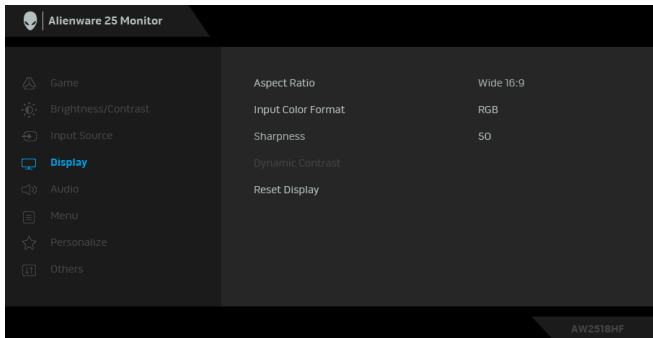 Alienware 25 Monitor
Game
Brightness/Contrast
Input Source
Display
Audio
Menu
Personalize
Others
Aspect Ratio Wide 16:9
Input Color Format RGB
Sharpness 50
Dynamic Contrast
Reset Display
AW2518HF